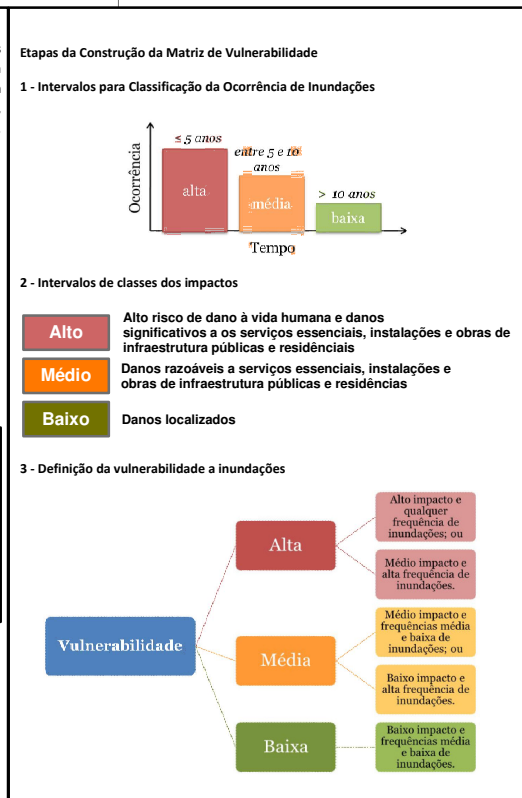 Etapas da Construção da Matriz de Vulnerabilidade
1 - Intervalos para Classificação da Ocorrência de Inundações
Ocorrência
≤ 5 anos
alta
entre 5 e 10
anos
média
> 10 anos
baixa
Tempo
2 - Intervalos de classes dos impactos
Alto
Alto risco de dano à vida humana e danos
significativos a os serviços essenciais, instalações e obras de
infraestrutura públicas e residênciais
Médio
Danos razoáveis a serviços essenciais, instalações e
obras de infraestrutura públicas e residências
Baixo
Danos localizados
3 - Definição da vulnerabilidade a inundações
Vulnerabilidade
Alta
Alto impacto e
qualquer
frequência de
inundações; ou
Médio impacto e
alta frequência de
inundações.
Média
Médio impacto e
frequências média
e baixa de
inundações; ou
Baixo impacto e
alta frequência de
inundações.
Baixa
Baixo impacto e
frequências média
e baixa de
inundações.